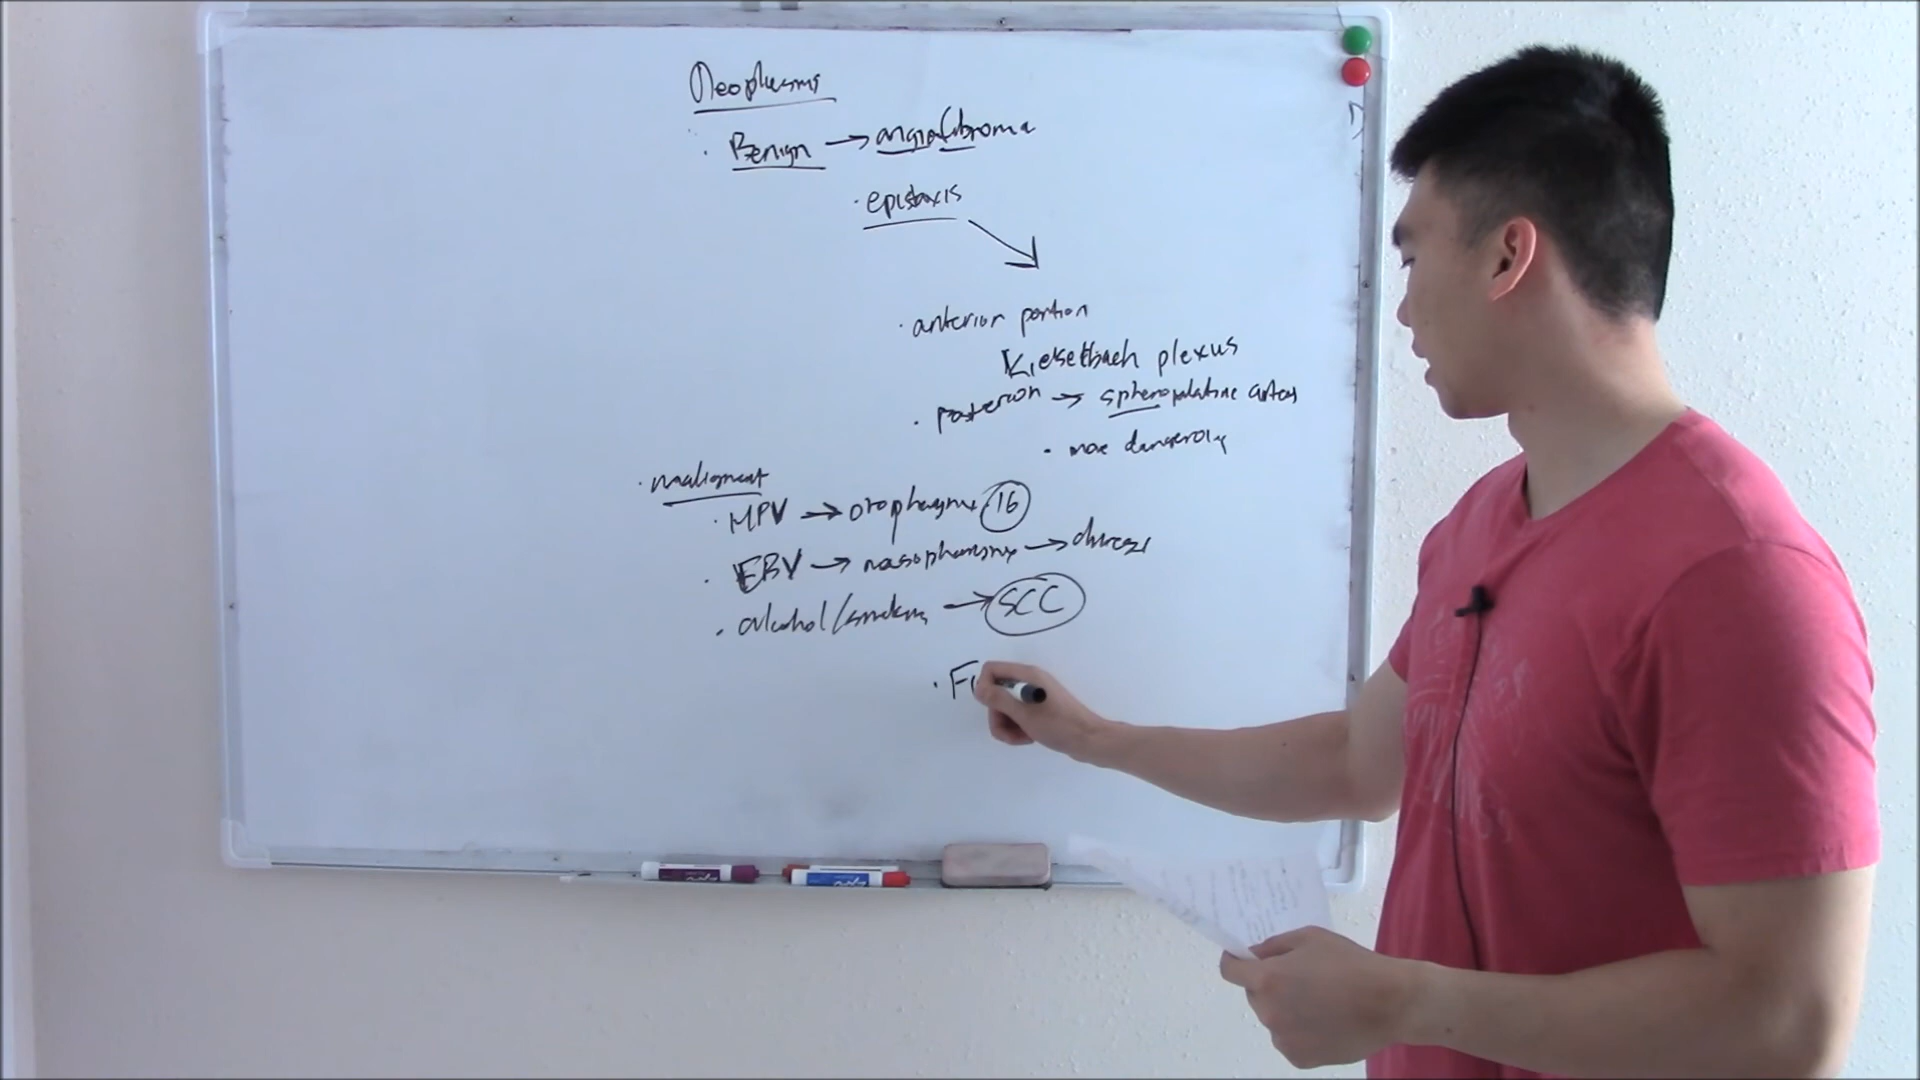 Neoplasms
· Benign → angiofibroma
· epistaxis
· anterior portion
Kiesselbach plexus
· posterior → sphenopalatine artery
· more dangerous
· malignant
· HPV → oropharynx 16
· EBV → nasopharynx → chinese
· alcohol/smoking → SCC
· Fi